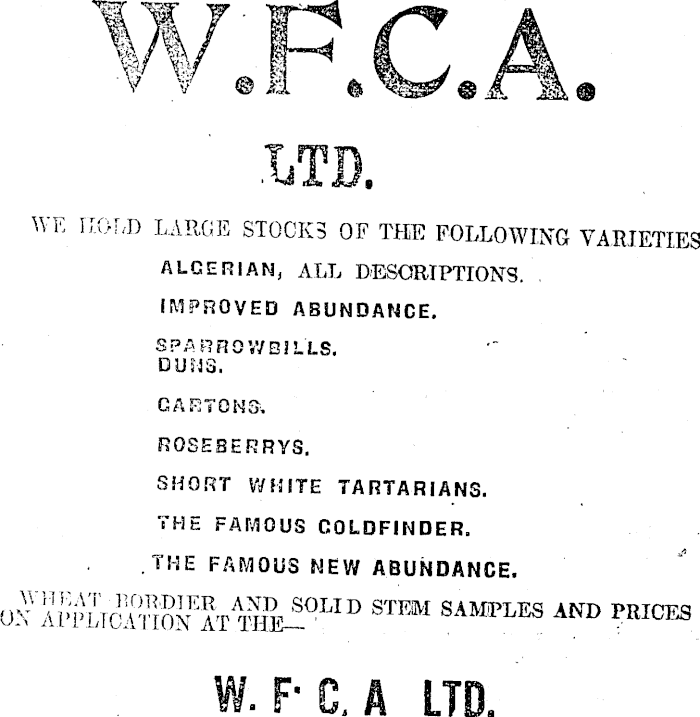 W.F.C.A.
LTD.
WE HOLD LARGE STOCKS OF THE FOLLOWING VARIETIES
ALGERIAN, ALL DESCRIPTIONS.
IMPROVED ABUNDANCE.
SPARROWBILLS.
DUNS.
GARTONS.
ROSEBERRYS.
SHORT WHITE TARTARIANS.
THE FAMOUS GOLDFINDER.
THE FAMOUS NEW ABUNDANCE.
WHEAT BORDIER AND SOLID STEM SAMPLES AND PRICES
ON APPLICATION AT THE—
W. F. C. A LTD.